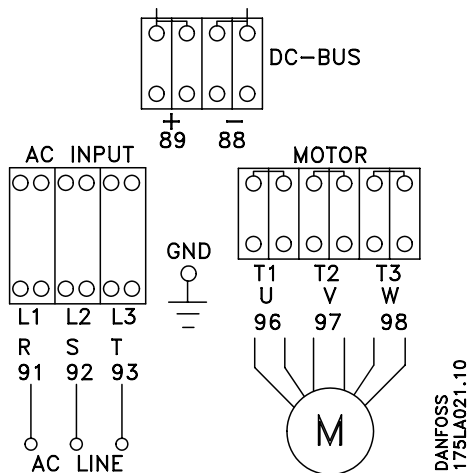 DC-BUS
+ −
89 88
AC INPUT
MOTOR
GND
L1 L2 L3
R S T
91 92 93
AC LINE
T1 T2 T3
U V W
96 97 98
M
DANFOSS
175LA021.10